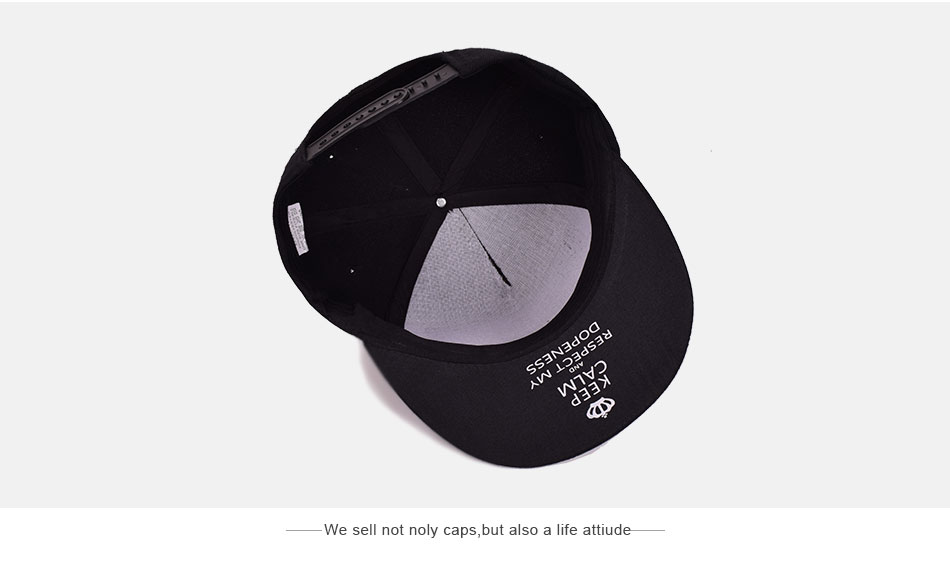 KEEP
CALM
AND
RESPECT MY
DOPENESS
We sell not noly caps,but also a life attiude